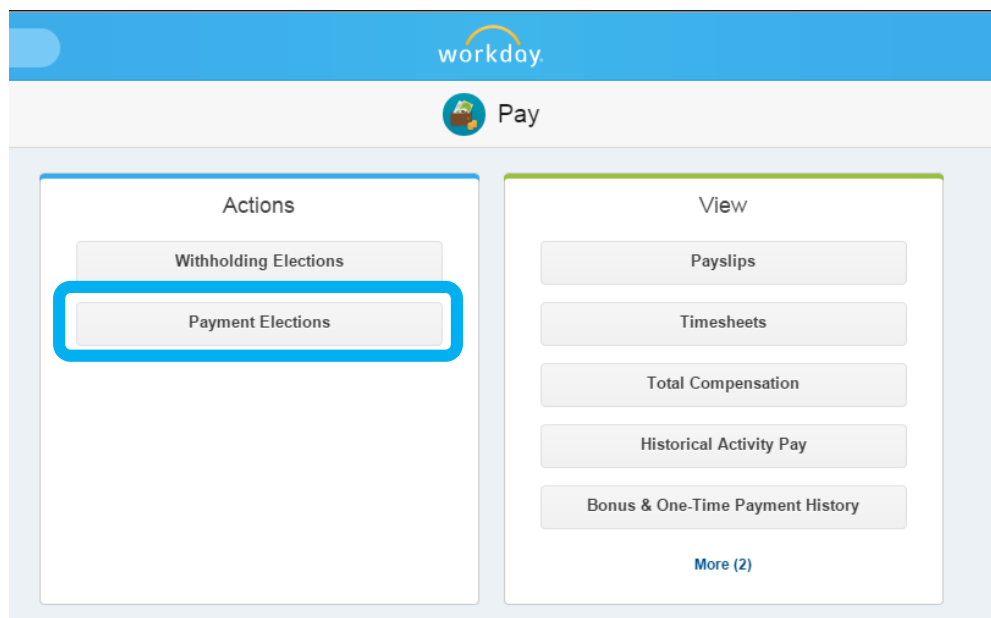 workday.
Pay
Actions
Withholding Elections
Payment Elections
View
Payslips
Timesheets
Total Compensation
Historical Activity Pay
Bonus & One-Time Payment History
More (2)